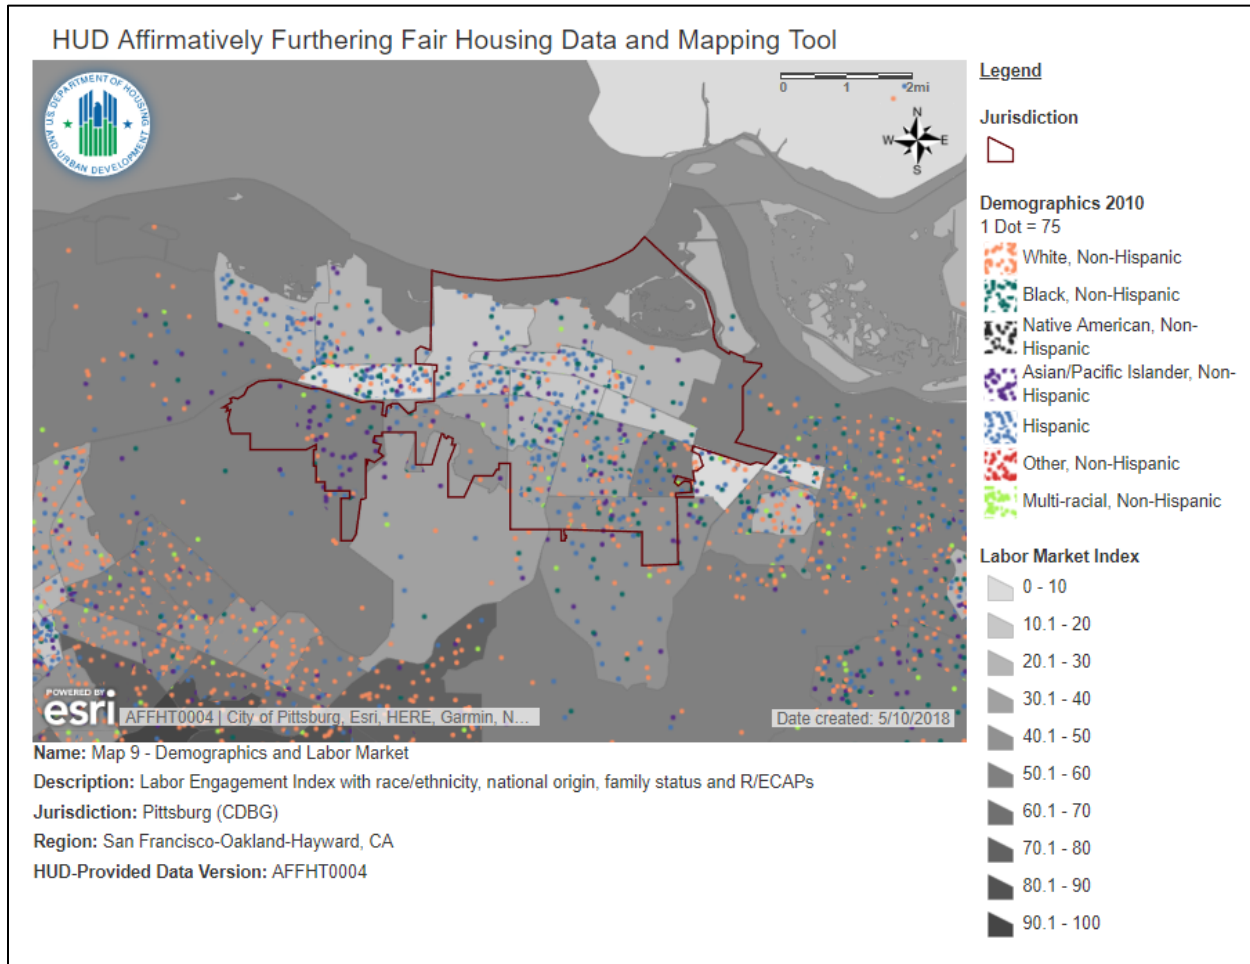 HUD Affirmatively Furthering Fair Housing Data and Mapping Tool
U.S. DEPARTMENT OF HOUSING
AND URBAN DEVELOPMENT
0 1 2mi
N
W E
S
POWERED BY
esri
AFFHT0004 | City of Pittsburg, Esri, HERE, Garmin, N...
Date created: 5/10/2018
Legend
Jurisdiction
Demographics 2010
1 Dot = 75
White, Non-Hispanic
Black, Non-Hispanic
Native American, Non-
Hispanic
Asian/Pacific Islander, Non-
Hispanic
Hispanic
Other, Non-Hispanic
Multi-racial, Non-Hispanic
Labor Market Index
0 - 10
10.1 - 20
20.1 - 30
30.1 - 40
40.1 - 50
50.1 - 60
60.1 - 70
70.1 - 80
80.1 - 90
90.1 - 100
Name: Map 9 - Demographics and Labor Market
Description: Labor Engagement Index with race/ethnicity, national origin, family status and R/ECAPs
Jurisdiction: Pittsburg (CDBG)
Region: San Francisco-Oakland-Hayward, CA
HUD-Provided Data Version: AFFHT0004